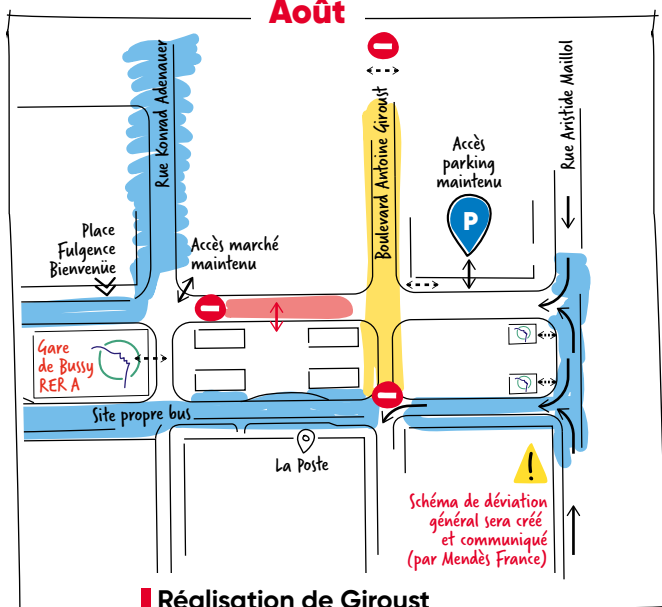 Août
Rue Konrad Adenauer
Boulevard Antoine Giroust
Rue Aristide Maillol
Accès
parking
maintenu
P
Place
Fulgence
Bienvenüe
Accès marché
maintenu
Gare
de Bussy
RER A
Site propre bus
La Poste
!
Schéma de déviation
général sera créé
et communiqué
(par Mendès France)
Réalisation de Giroust